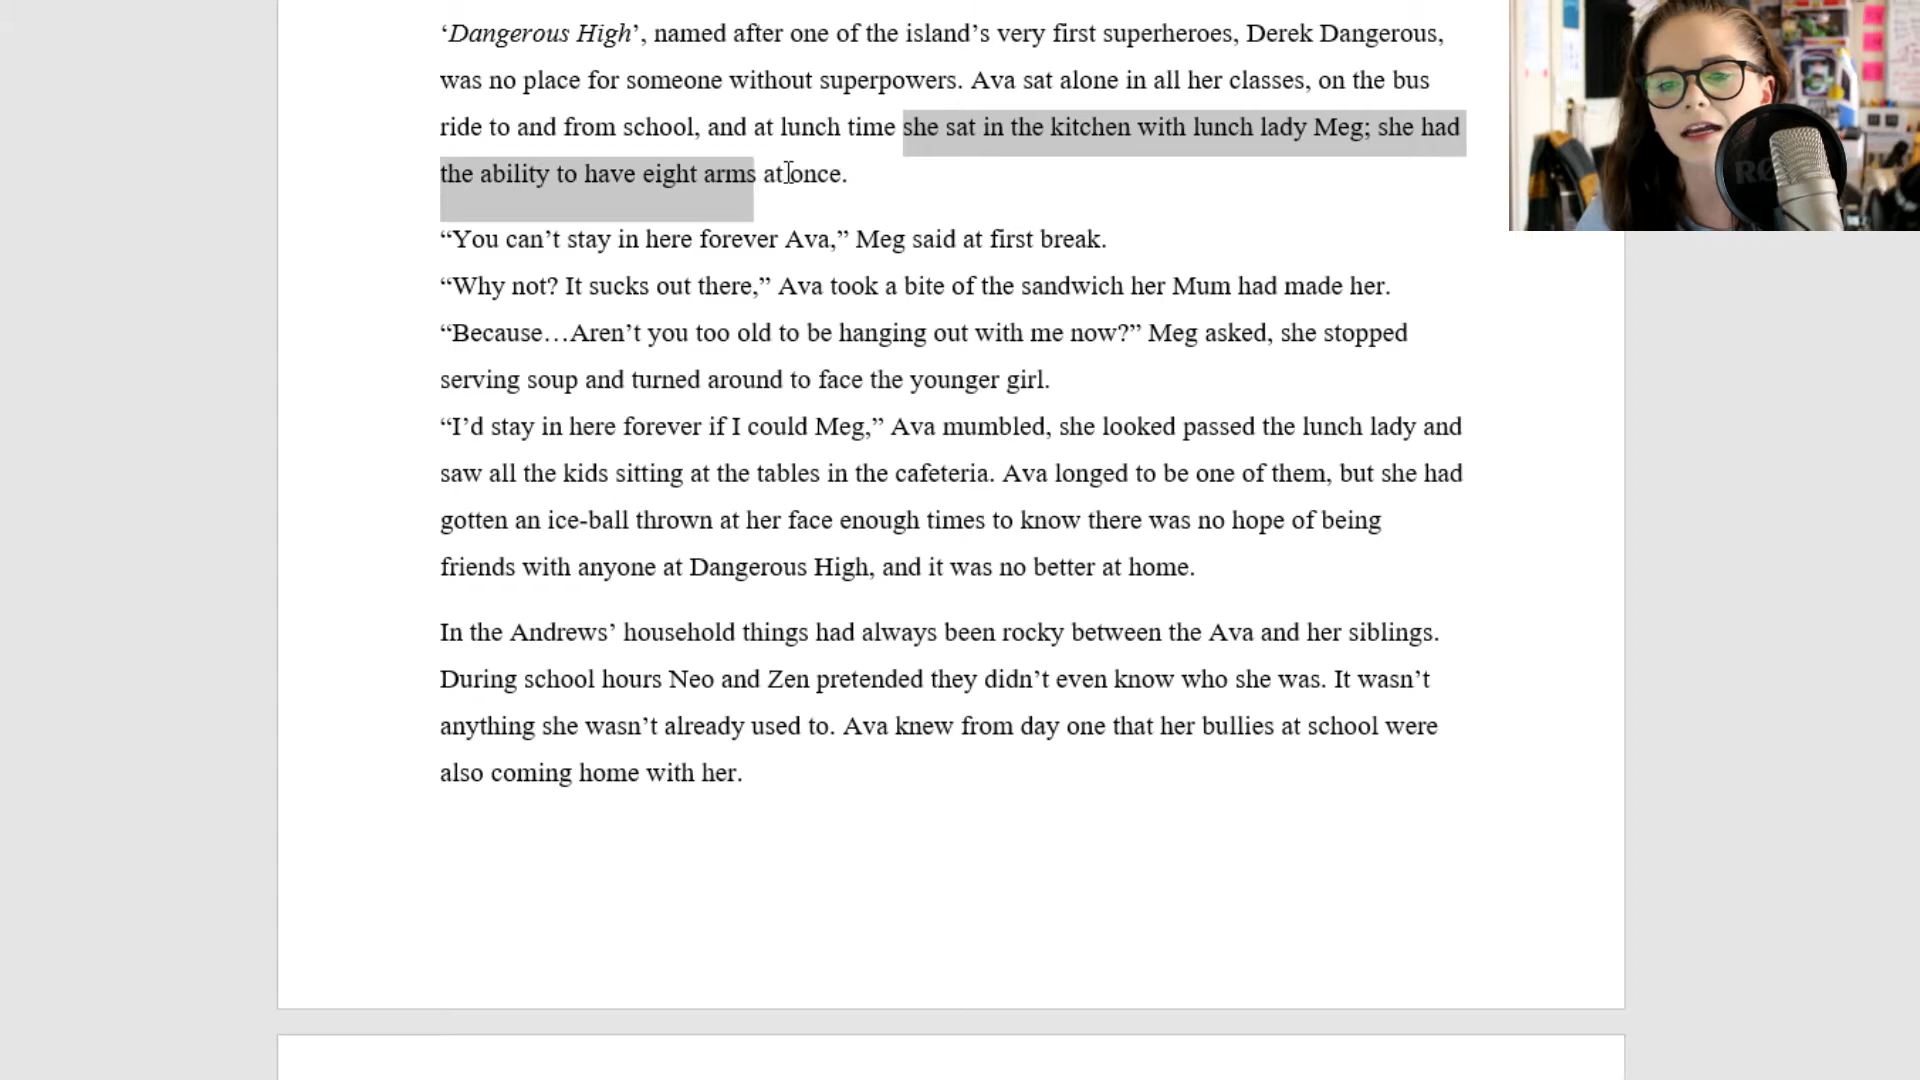 ‘Dangerous High’, named after one of the island’s very first superheroes, Derek Dangerous,
was no place for someone without superpowers. Ava sat alone in all her classes, on the bus
ride to and from school, and at lunch time she sat in the kitchen with lunch lady Meg; she had
the ability to have eight arms at once.
“You can’t stay in here forever Ava,” Meg said at first break.
“Why not? It sucks out there,” Ava took a bite of the sandwich her Mum had made her.
“Because…Aren’t you too old to be hanging out with me now?” Meg asked, she stopped
serving soup and turned around to face the younger girl.
“I’d stay in here forever if I could Meg,” Ava mumbled, she looked passed the lunch lady and
saw all the kids sitting at the tables in the cafeteria. Ava longed to be one of them, but she had
gotten an ice-ball thrown at her face enough times to know there was no hope of being
friends with anyone at Dangerous High, and it was no better at home.
In the Andrews’ household things had always been rocky between the Ava and her siblings.
During school hours Neo and Zen pretended they didn’t even know who she was. It wasn’t
anything she wasn’t already used to. Ava knew from day one that her bullies at school were
also coming home with her.